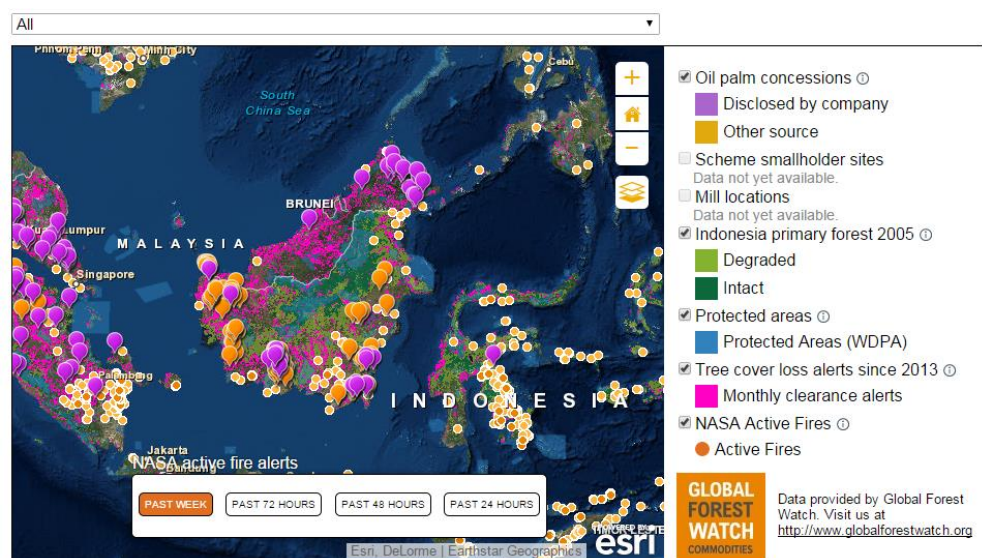 All
Phnom Penh
Minh City
Cebu
South
China Sea
BRUNEI
Lumpur
MALAYSIA
Singapore
Palembang
INDONESIA
Jakarta
Bandung
NASA active fire alerts
PAST WEEK
PAST 72 HOURS
PAST 48 HOURS
PAST 24 HOURS
POWERED BY
esri
Esri, DeLorme | Earthstar Geographics
Oil palm concessions
Disclosed by company
Other source
Scheme smallholder sites
Data not yet available.
Mill locations
Data not yet available.
Indonesia primary forest 2005
Degraded
Intact
Protected areas
Protected Areas (WDPA)
Tree cover loss alerts since 2013
Monthly clearance alerts
NASA Active Fires
Active Fires
GLOBAL
FOREST
WATCH
COMMODITIES
Data provided by Global Forest
Watch. Visit us at
http://www.globalforestwatch.org